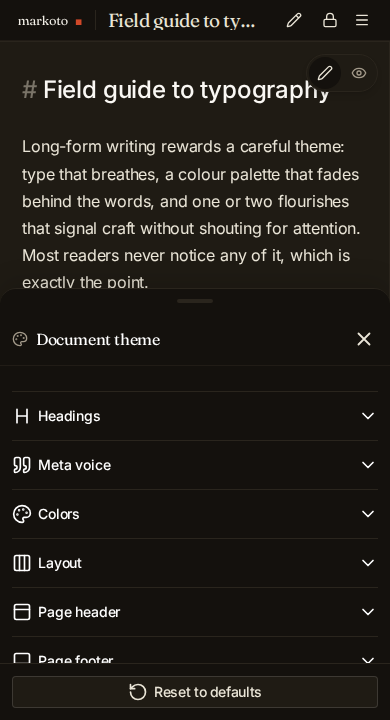 markoto
Field guide to ty...
# Field guide to typography
Long-form writing rewards a careful theme:
type that breathes, a colour palette that fades
behind the words, and one or two flourishes
that signal craft without shouting for attention.
Most readers never notice any of it, which is
exactly the point.
Document theme
Headings
Meta voice
Colors
Layout
Page header
Page footer
Reset to defaults